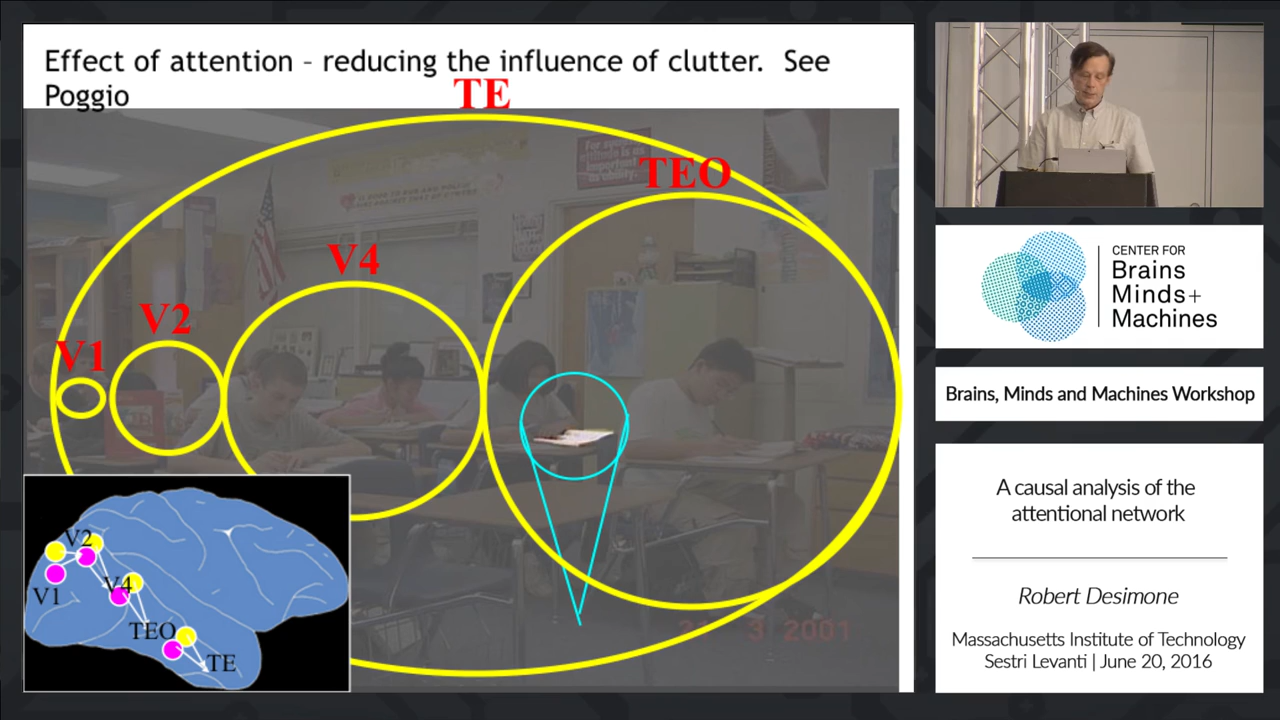 Effect of attention – reducing the influence of clutter. See
Poggio
TE
TEO
V4
V2
V1
V2
V4
V1
TEO
TE
3 2001
CENTER FOR
Brains
Minds+
Machines
Brains, Minds and Machines Workshop
A causal analysis of the
attentional network
Robert Desimone
Massachusetts Institute of Technology
Sestri Levanti | June 20, 2016